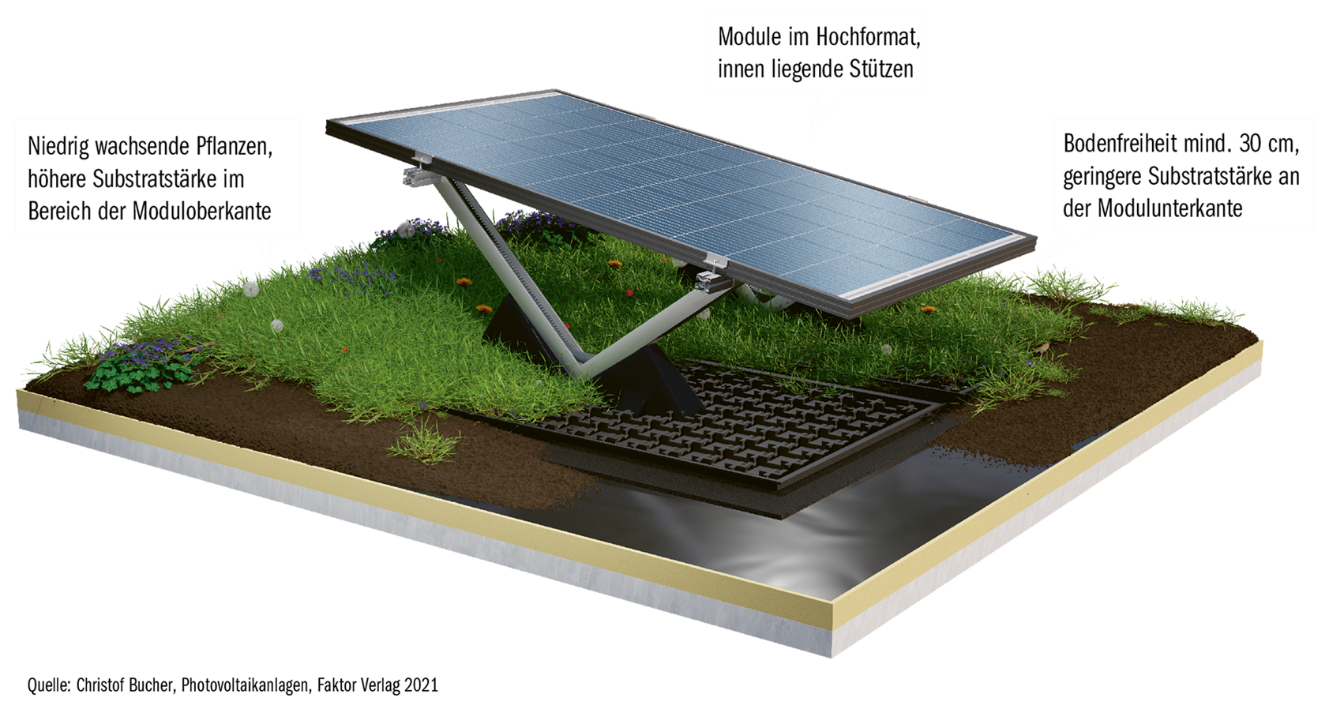 Module im Hochformat,
innen liegende Stützen
Niedrig wachsende Pflanzen,
höhere Substratstärke im
Bereich der Moduloberkante
Bodenfreiheit mind. 30 cm,
geringere Substratstärke an
der Modulunterkante
Quelle: Christof Bucher, Photovoltaikanlagen, Faktor Verlag 2021